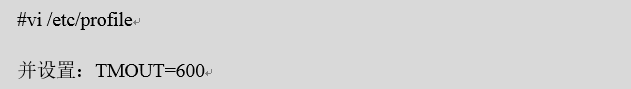 #vi /etc/profile
并设置：TMOUT=600